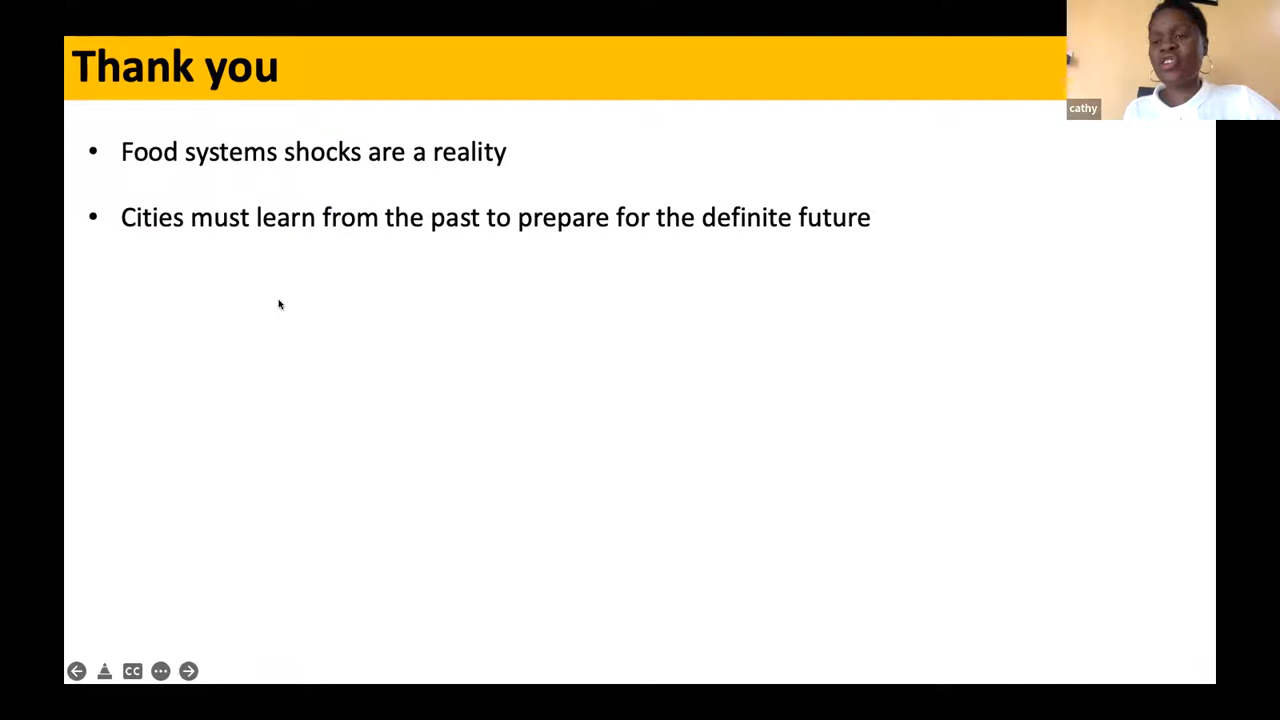 Thank you
cathy
• Food systems shocks are a reality
• Cities must learn from the past to prepare for the definite future
CC